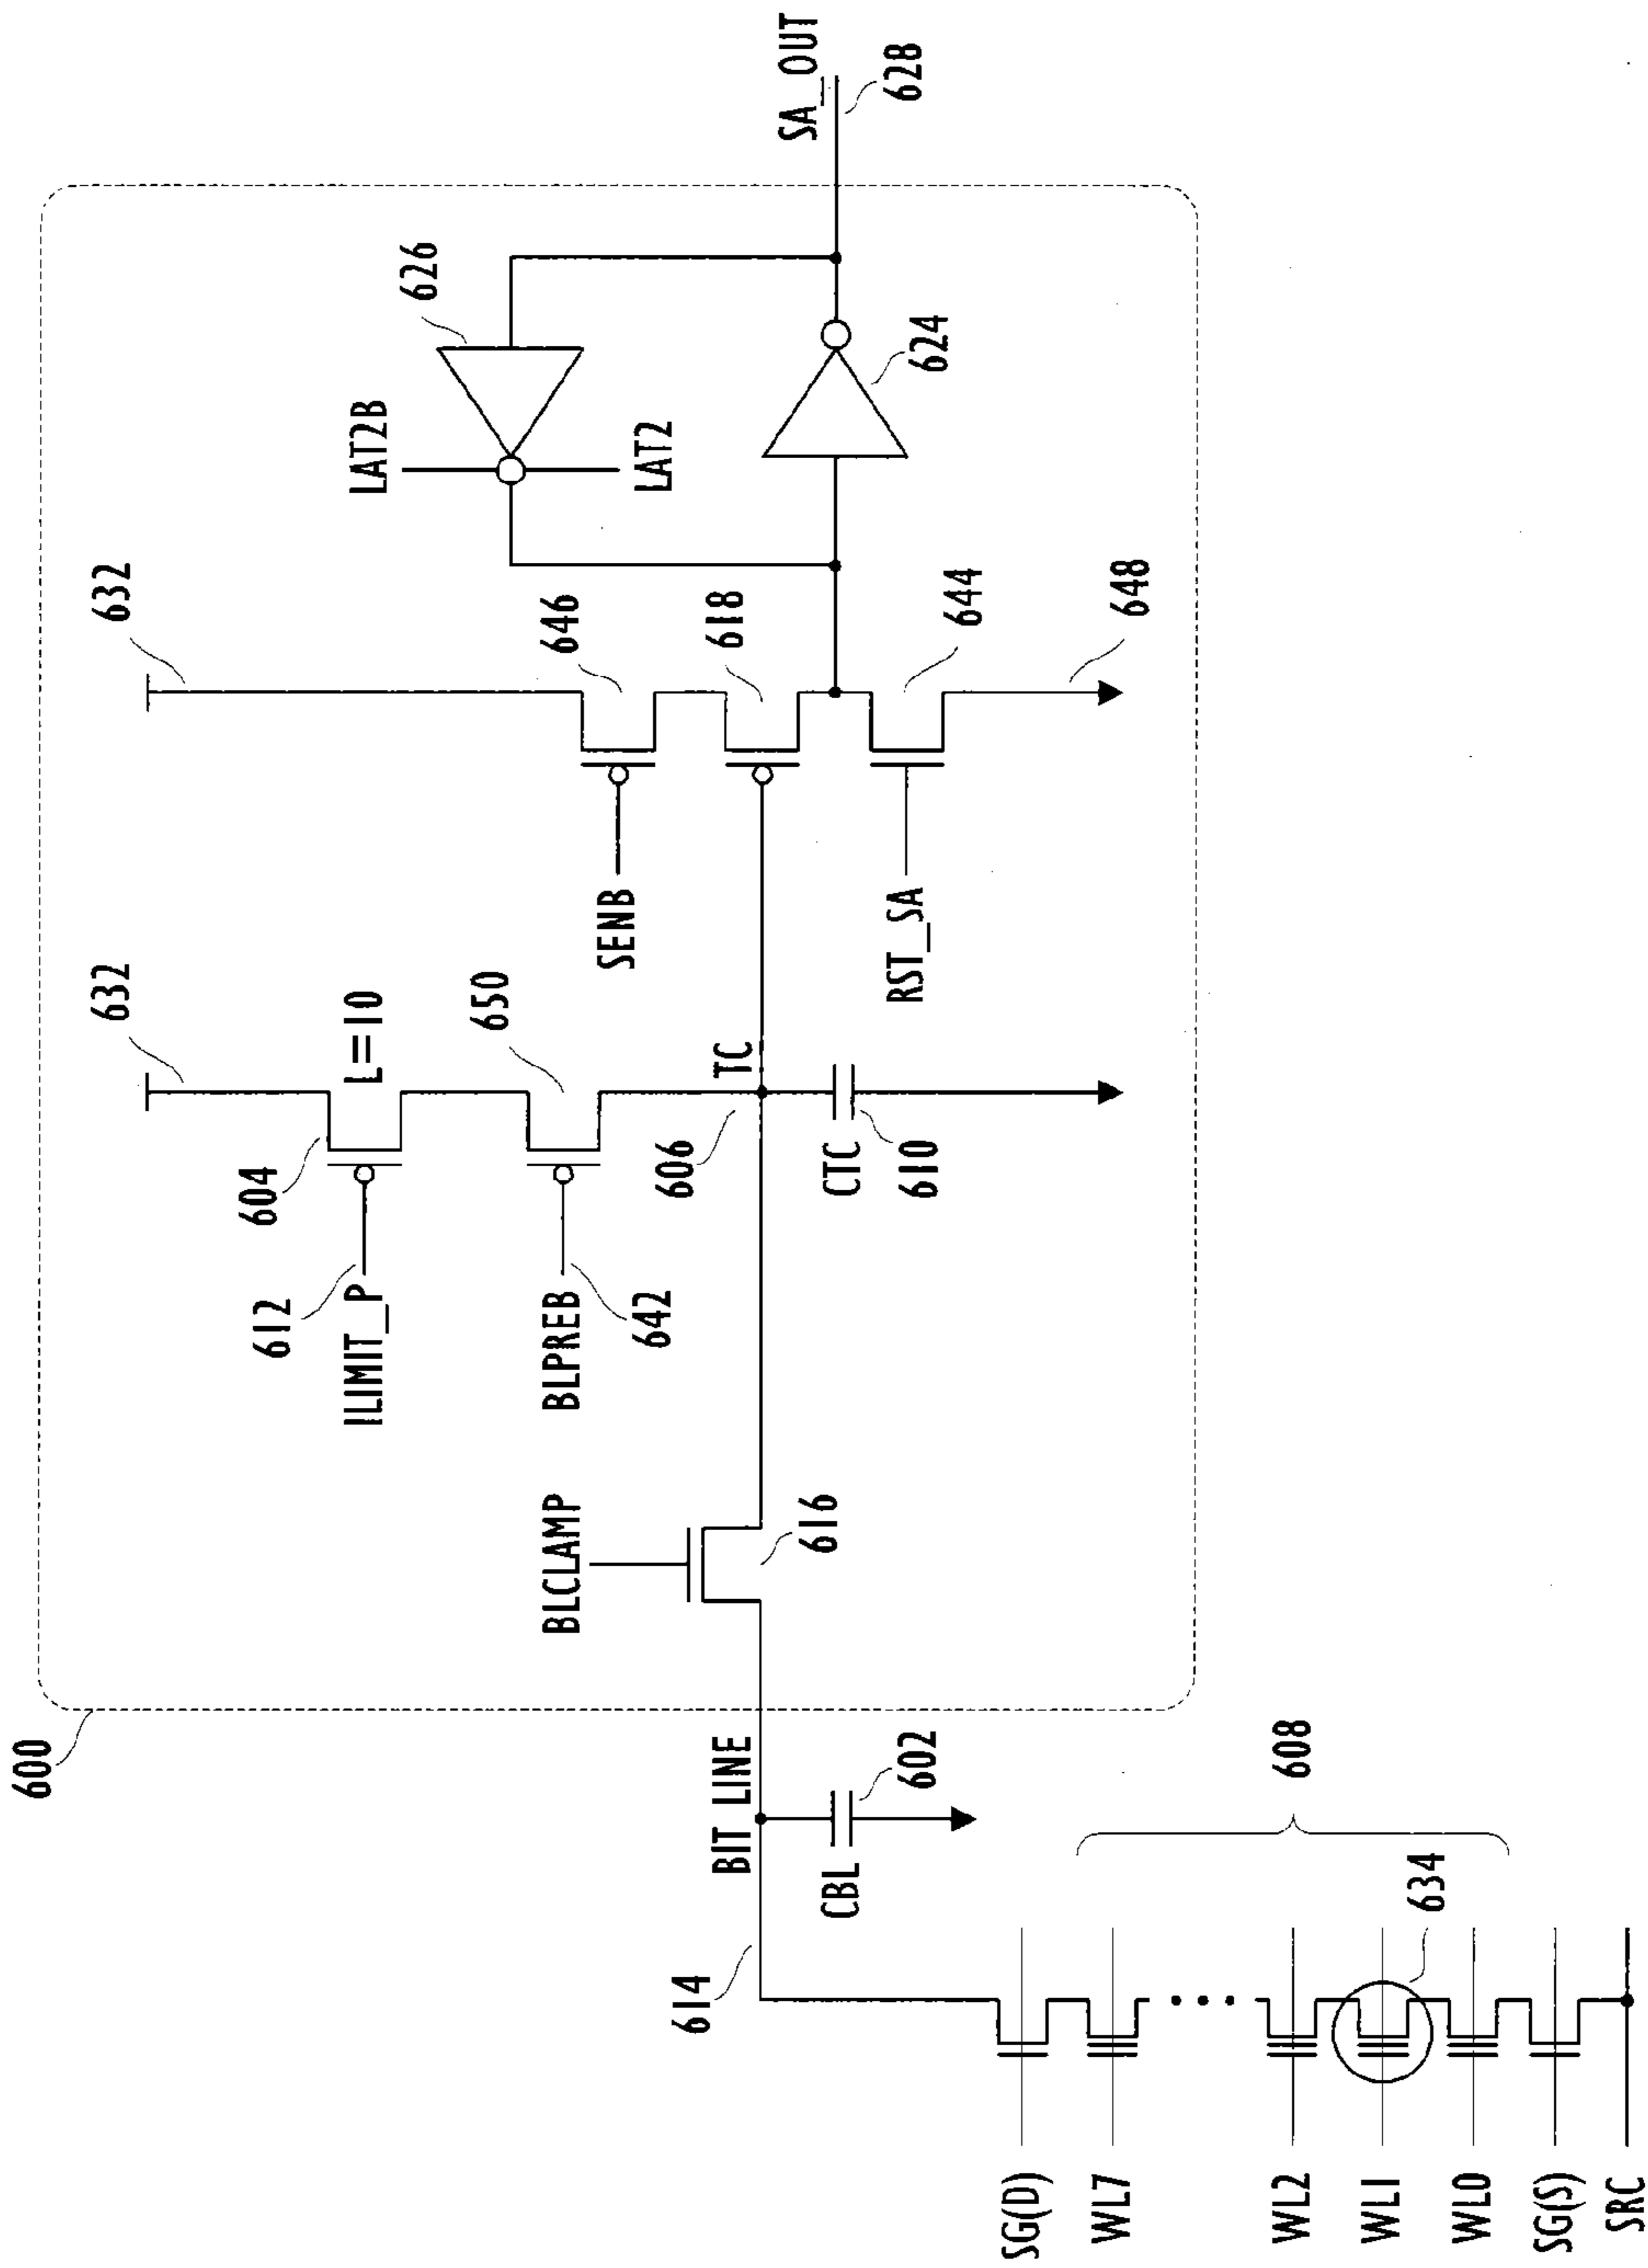 600
632
632
604
L=10
612
ILIMIT_P
650
BLPREB
642
646
SENB
618
LAT2B
626
LAT2
624
SA_OUT
628
BLCLAMP
616
606
TC
CTC
610
RST_SA
644
648
BIT LINE
614
CBL
602
608
634
SG(D)
WL7
WL2
WL1
WL0
SG(S)
SRC